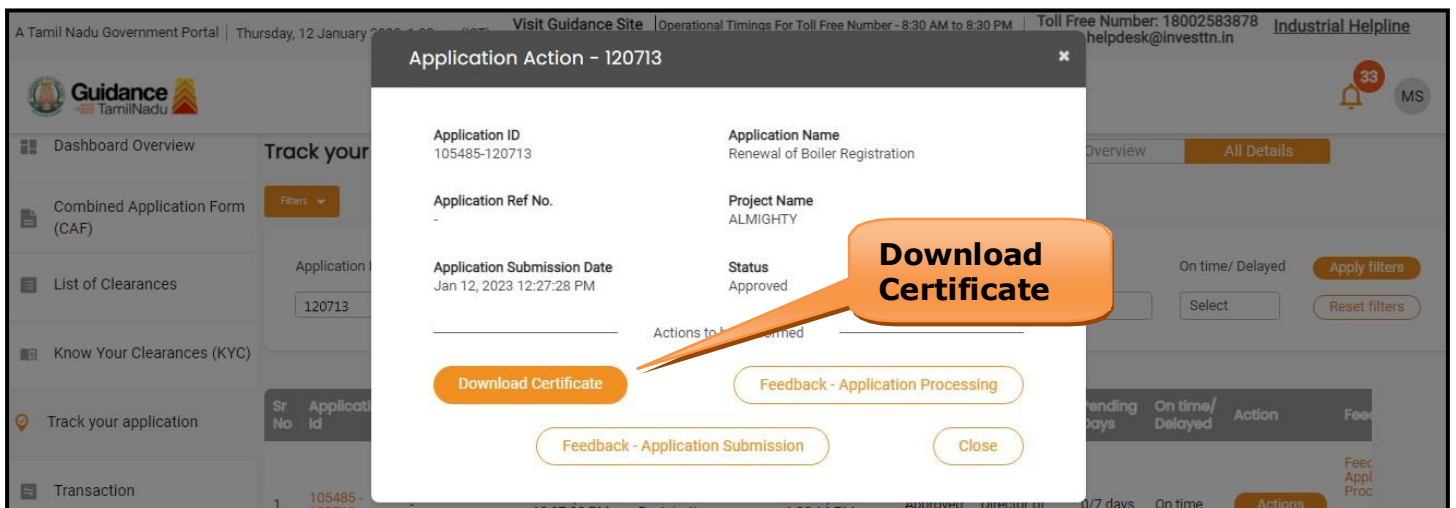 A Tamil Nadu Government Portal | Thursday, 12 January
Visit Guidance Site | Operational Timings For Toll Free Number - 8:30 AM to 8:30 PM | Toll Free Number: 18002583878
helpdesk@investtn.in
Industrial Helpline
Guidance
TamilNadu
33
MS
Application Action - 120713
×
Application ID
105485-120713
Application Name
Renewal of Boiler Registration
Application Ref No.
-
Project Name
ALMIGHTY
Application Submission Date
Jan 12, 2023 12:27:28 PM
Status
Approved
Actions to b
rmed
Download Certificate
Feedback - Application Processing
Feedback - Application Submission
Close
Download
Certificate
Dashboard Overview
Combined Application Form
(CAF)
List of Clearances
Know Your Clearances (KYC)
Track your application
Transaction
Track your
Overview
All Details
Filters
Application
120713
On time/ Delayed
Select
Apply filters
Reset filters
Sr
No
Applicati
Id
Pending
Days
On time/
Delayed
Action
Feed
1
105485 -
-
Approved
Director of
0/7 days
On time
Actions
Feec
Appl
Proc